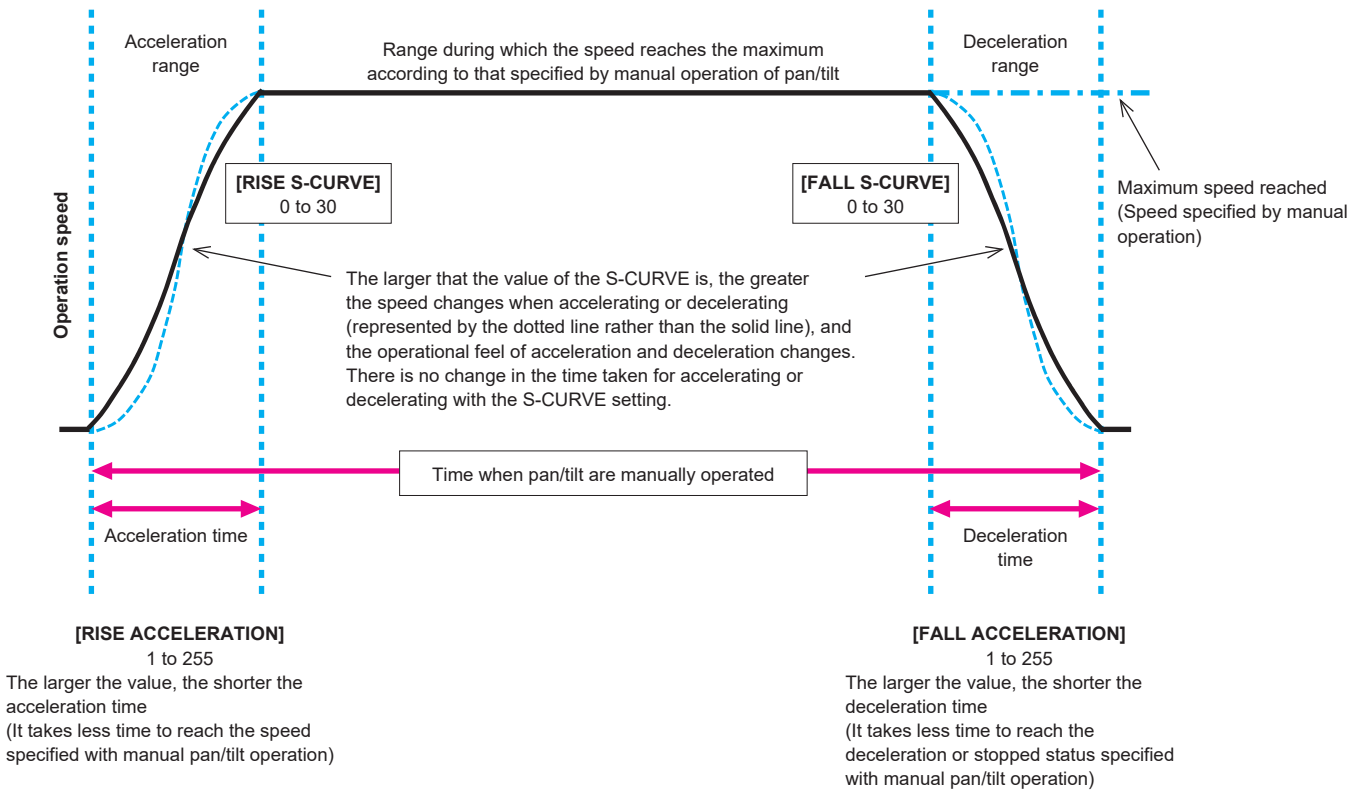 Acceleration
range
Range during which the speed reaches the maximum
according to that specified by manual operation of pan/tilt
Deceleration
range
[RISE S-CURVE]
0 to 30
[FALL S-CURVE]
0 to 30
Maximum speed reached
(Speed specified by manual
operation)
Operation speed
The larger that the value of the S-CURVE is, the greater
the speed changes when accelerating or decelerating
(represented by the dotted line rather than the solid line), and
the operational feel of acceleration and deceleration changes.
There is no change in the time taken for accelerating or
decelerating with the S-CURVE setting.
Time when pan/tilt are manually operated
Acceleration time
Deceleration
time
[RISE ACCELERATION]
1 to 255
The larger the value, the shorter the
acceleration time
(It takes less time to reach the speed
specified with manual pan/tilt operation)
[FALL ACCELERATION]
1 to 255
The larger the value, the shorter the
deceleration time
(It takes less time to reach the
deceleration or stopped status specified
with manual pan/tilt operation)